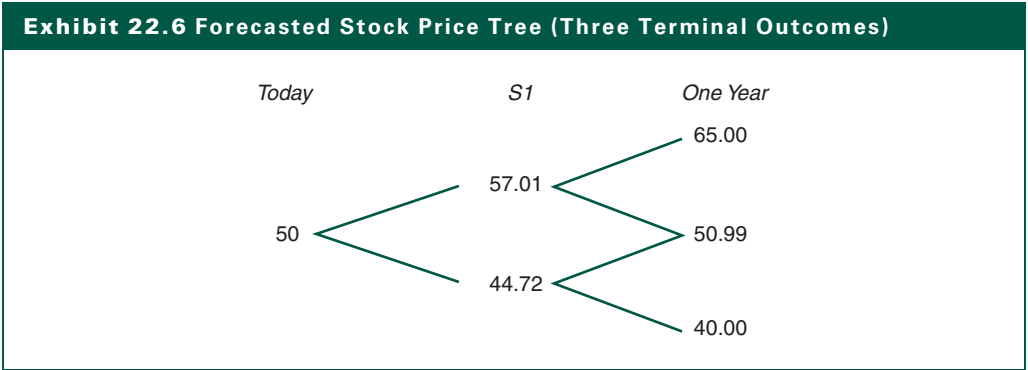 Exhibit 22.6 Forecasted Stock Price Tree (Three Terminal Outcomes)
Today S1 One Year
65.00
57.01
50 50.99
44.72
40.00